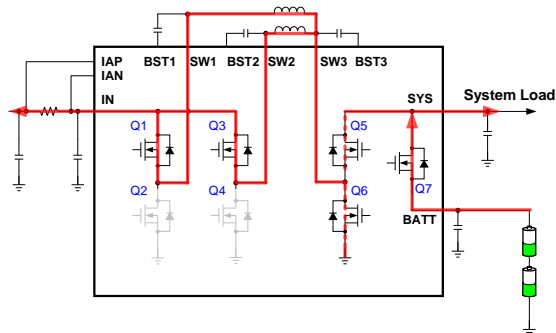 IAP
IAN
BST1 SW1 BST2 SW2 SW3 BST3
IN
SYS
System Load
Q1
Q3
Q5
Q2
Q4
Q6
Q7
BATT